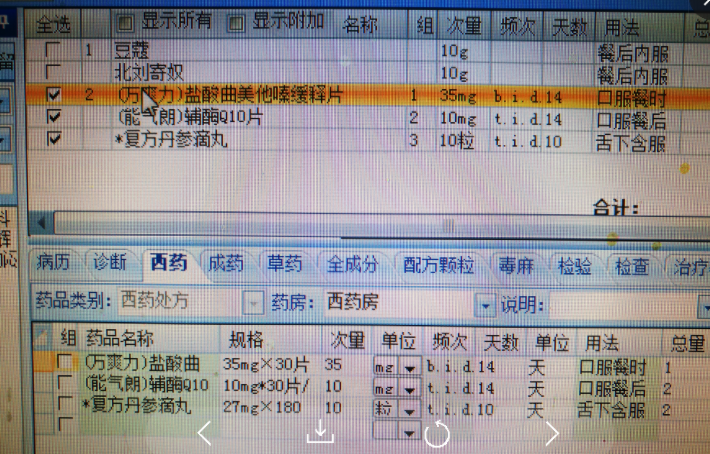 全选 显示所有 显示附加 名称 组 次量 频次 天数 用法 总
1 豆蔻 10g 餐后内服
北刘寄奴 10g 餐后内服
2 (万爽力)盐酸曲美他嗪缓释片 1 35mg b.i.d. 14 口服餐时
(能气朗)辅酶Q10片 2 10mg t.i.d. 14 口服餐后
*复方丹参滴丸 3 10粒 t.i.d. 10 舌下含服
合计:
病历 诊断 西药 成药 草药 全成分 配方颗粒 毒麻 检验 检查 治疗
药品类别: 西药处方 药房: 西药房 说明:
组 药品名称 规格 次量 单位 频次 天数 单位 用法 总量
(万爽力)盐酸曲 35mg×30片 35 mg b.i.d. 14 天 口服餐时 1
(能气朗)辅酶Q10 10mg*30片/ 10 mg t.i.d. 14 天 口服餐后 2
*复方丹参滴丸 27mg×180 10 粒 t.i.d. 10 天 舌下含服 2